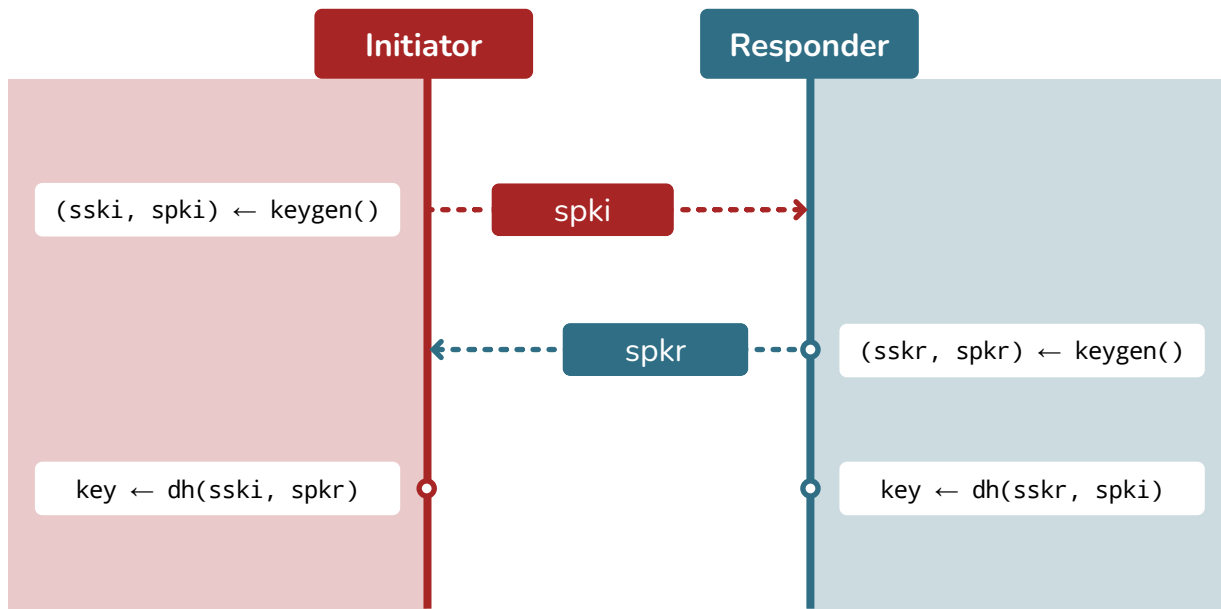 Initiator
Responder
(sski, spki) ← keygen()
spki
spkr
(sskr, spkr) ← keygen()
key ← dh(sski, spkr)
key ← dh(sskr, spki)